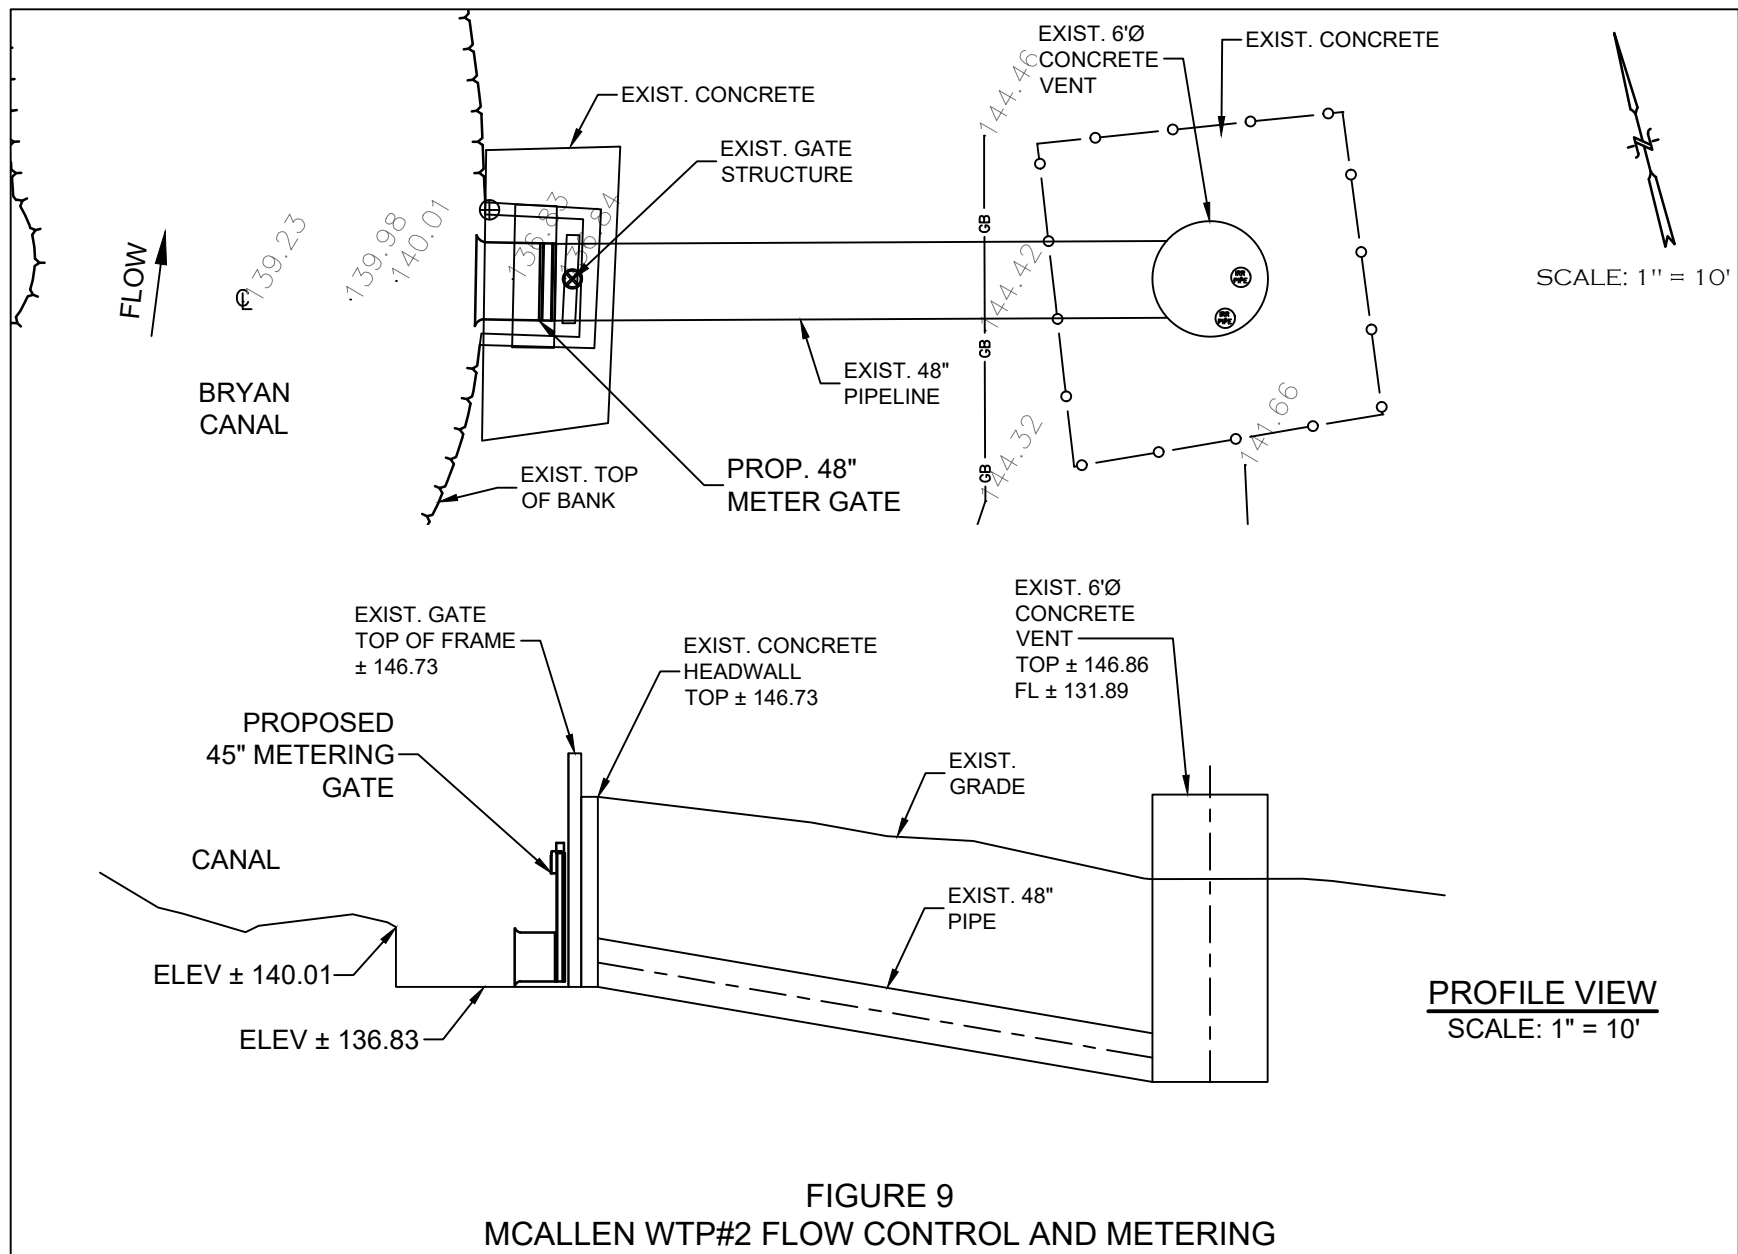 EXIST. 6'Ø
CONCRETE
VENT
EXIST. CONCRETE
EXIST. CONCRETE
144.46
EXIST. GATE
STRUCTURE
136.83
139.23
139.98
140.01
FLOW
℄
GB
144.42
IRR
PIPE
IRR
PIPE
SCALE: 1" = 10'
GB
EXIST. 48"
PIPELINE
BRYAN
CANAL
141.66
144.32
GB
EXIST. TOP
OF BANK
PROP. 48"
METER GATE
EXIST. GATE
TOP OF FRAME
± 146.73
EXIST. CONCRETE
HEADWALL
TOP ± 146.73
EXIST. 6'Ø
CONCRETE
VENT
TOP ± 146.86
FL ± 131.89
PROPOSED
45" METERING
GATE
EXIST.
GRADE
CANAL
EXIST. 48"
PIPE
ELEV ± 140.01
ELEV ± 136.83
PROFILE VIEW
SCALE: 1" = 10'
FIGURE 9
MCALLEN WTP#2 FLOW CONTROL AND METERING